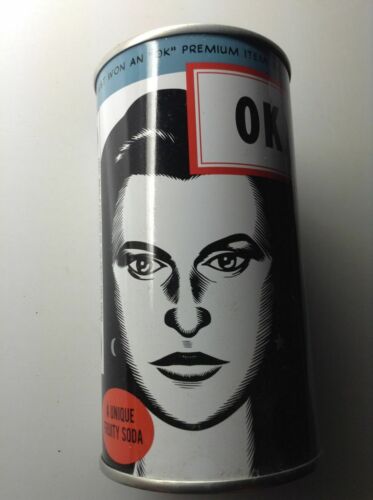 WON AN "OK" PREMIUM ITEM
OK
A UNIQUE
FRUITY SODA